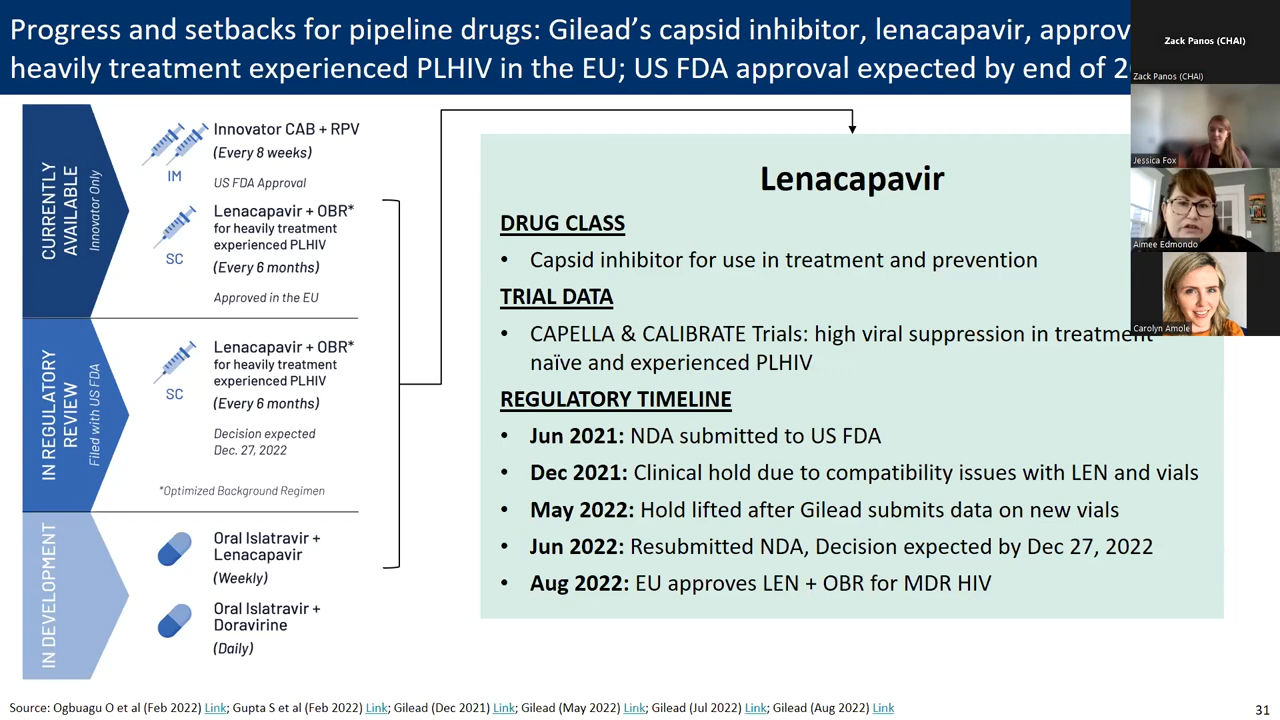 Progress and setbacks for pipeline drugs: Gilead's capsid inhibitor, lenacapavir,
heavily treatment experienced PLHIV in the EU; US FDA approval expected by end of
Zack Panos (CHAI)
Zack Panos (CHAI)
Jessica Fox
Aimee Edmondo
Carolyn Amole
CURRENTLY
AVAILABLE
Innovator Only
Innovator CAB + RPV
(Every 8 weeks)
IM
US FDA Approval
Lenacapavir + OBR*
for heavily treatment
experienced PLHIV
SC
(Every 6 months)
Approved in the EU
IN REGULATORY
REVIEW
Filed with US FDA
Lenacapavir + OBR*
for heavily treatment
experienced PLHIV
SC
(Every 6 months)
Decision expected
Dec. 27, 2022
*Optimized Background Regimen
IN DEVELOPMENT
Oral Islatravir +
Lenacapavir
(Weekly)
Oral Islatravir +
Doravirine
(Daily)
Lenacapavir
DRUG CLASS
• Capsid inhibitor for use in treatment and prevention
TRIAL DATA
• CAPELLA & CALIBRATE Trials: high viral suppression in treatment
naïve and experienced PLHIV
REGULATORY TIMELINE
• Jun 2021: NDA submitted to US FDA
• Dec 2021: Clinical hold due to compatibility issues with LEN and vials
• May 2022: Hold lifted after Gilead submits data on new vials
• Jun 2022: Resubmitted NDA, Decision expected by Dec 27, 2022
• Aug 2022: EU approves LEN + OBR for MDR HIV
Source: Ogbuagu O et al (Feb 2022) Link; Gupta S et al (Feb 2022) Link; Gilead (Dec 2021) Link; Gilead (May 2022) Link; Gilead (Jul 2022) Link; Gilead (Aug 2022) Link
31